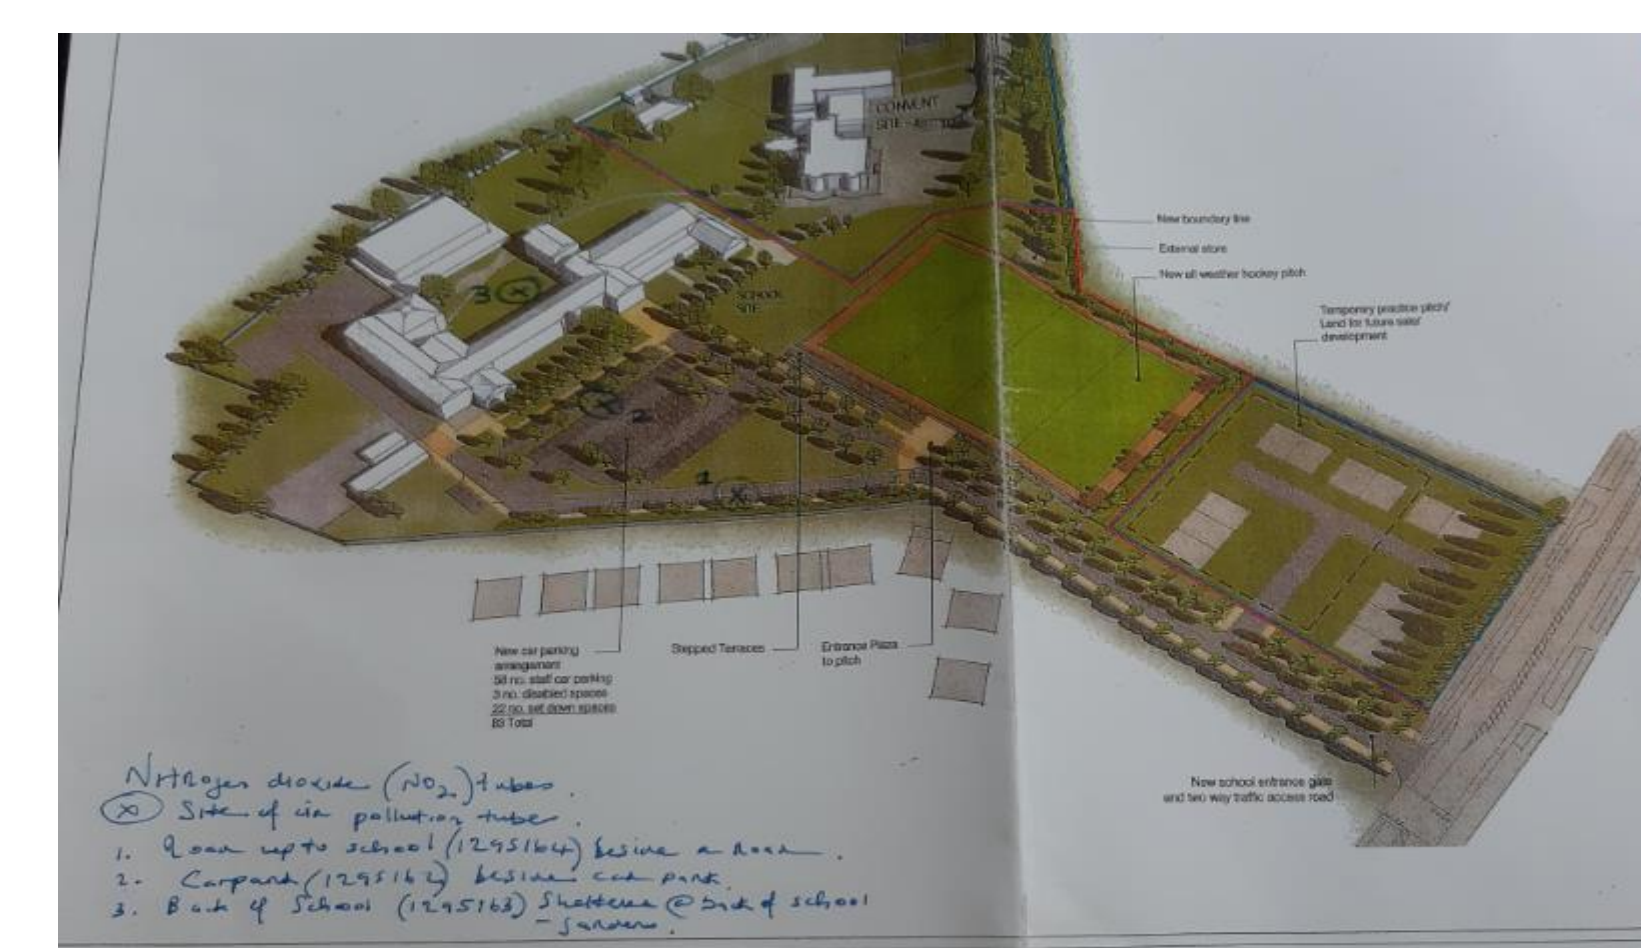 CONVENT
SITE
New boundary line
External store
New all weather hockey pitch
Temporary practice pitch/
Land for future sale/
development
3 X
SCHOOL
SITE
X 2
1 X
New car parking
arrangement
58 no. staff car parking
3 no. disabled spaces
22 no. set down spaces
83 Total
Stepped Terraces
Entrance Plaza
to pitch
New school entrance gate
and two way traffic access road
Nitrogen dioxide (NO2) tubes.
X Site of air pollution tube.
1. Road up to school (1295164) beside a road.
2. Carpark (1295162) beside car park.
3. Back of School (1295163) Sheltered @ back of school
- Gardens.